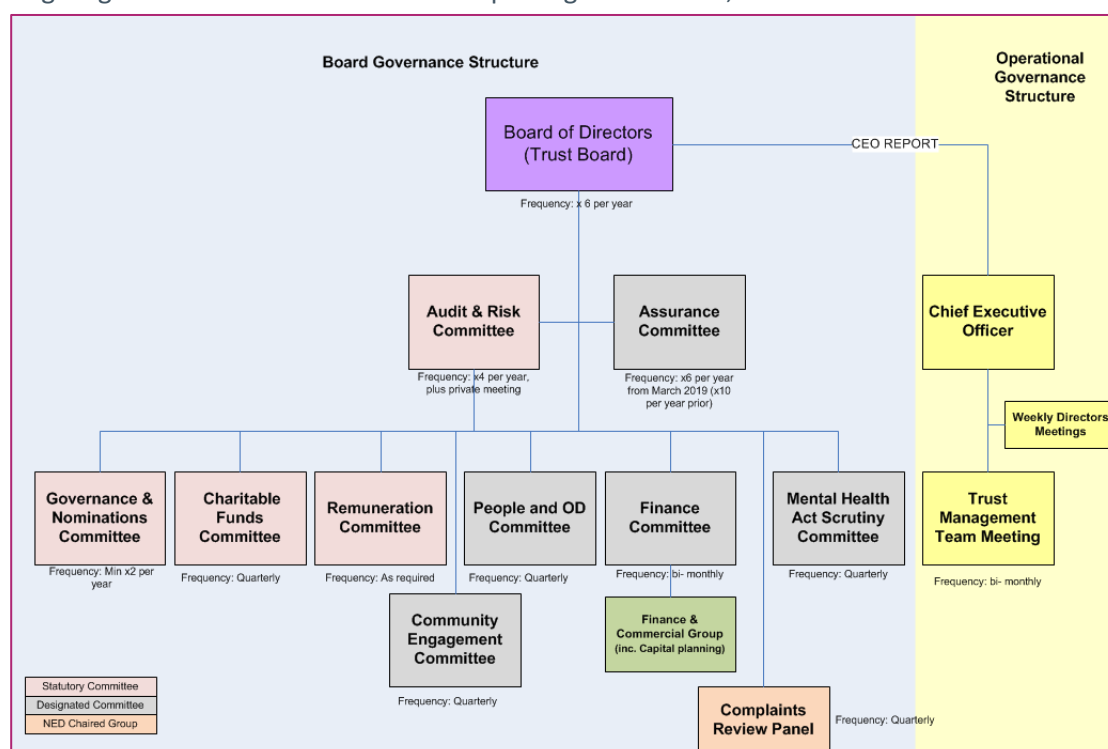 Board Governance Structure
Operational
Governance
Structure
Board of Directors
(Trust Board)
CEO REPORT
Frequency: x 6 per year
Audit & Risk
Committee
Frequency: x4 per year,
plus private meeting
Assurance
Committee
Frequency: x6 per year
from March 2019 (x10
per year prior)
Chief Executive
Officer
Weekly Directors
Meetings
Governance &
Nominations
Committee
Frequency: Min x2 per
year
Charitable
Funds
Committee
Frequency: Quarterly
Remuneration
Committee
Frequency: As required
People and OD
Committee
Frequency: Quarterly
Finance
Committee
Frequency: bi- monthly
Mental Health
Act Scrutiny
Committee
Frequency: Quarterly
Trust
Management
Team Meeting
Frequency: bi- monthly
Community
Engagement
Committee
Frequency: Quarterly
Finance &
Commercial Group
(inc. Capital planning)
Complaints
Review Panel
Frequency: Quarterly
Statutory Committee
Designated Committee
NED Chaired Group